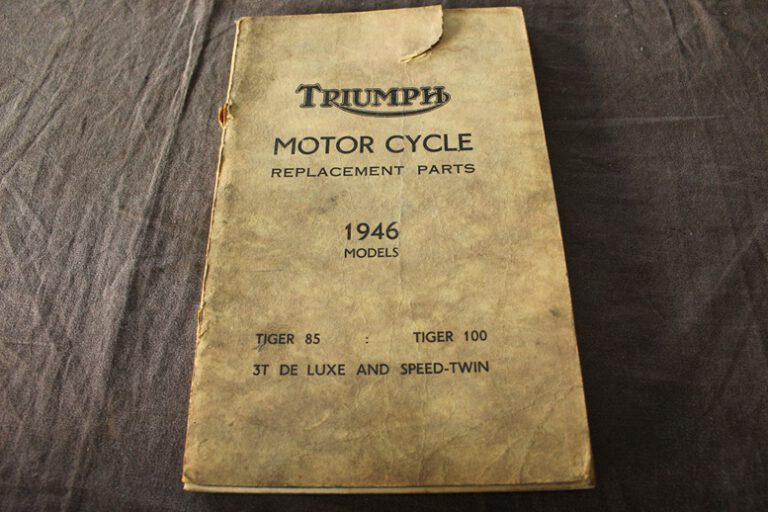 TRIUMPH
MOTOR CYCLE
REPLACEMENT PARTS
1946
MODELS
TIGER 85 : TIGER 100
3T DE LUXE AND SPEED-TWIN